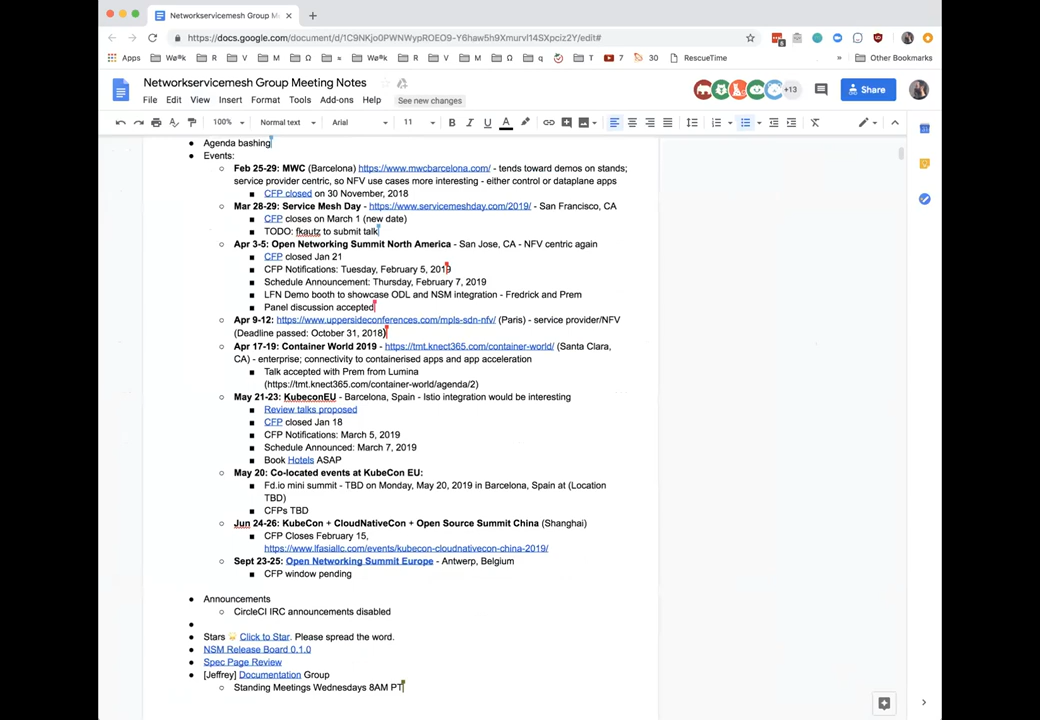 Networkservicemesh Group M
https://docs.google.com/document/d/1C9NKjo0PWNWypROEO9-Y6haw5h9Xmurvl14SXpciz2Y/edit#
Apps We∂k R V M Ω ≈ M We∂k R V M Ω q T 7 30 RescueTime » Other Bookmarks
Networkservicemesh Group Meeting Notes
+13
Share
File Edit View Insert Format Tools Add-ons Help See new changes
100% Normal text Arial 11 B I U A
Agenda bashing
Events:
Feb 25-29: MWC (Barcelona) https://www.mwcbarcelona.com/ - tends toward demos on stands;
service provider centric, so NFV use cases more interesting - either control or dataplane apps
CFP closed on 30 November, 2018
Mar 28-29: Service Mesh Day - https://www.servicemeshday.com/2019/ - San Francisco, CA
CFP closes on March 1 (new date)
TODO: fkautz to submit talk
Apr 3-5: Open Networking Summit North America - San Jose, CA - NFV centric again
CFP closed Jan 21
CFP Notifications: Tuesday, February 5, 2019
Schedule Announcement: Thursday, February 7, 2019
LFN Demo booth to showcase ODL and NSM integration - Fredrick and Prem
Panel discussion accepted
Apr 9-12: https://www.uppersideconferences.com/mpls-sdn-nfv/ (Paris) - service provider/NFV
(Deadline passed: October 31, 2018)
Apr 17-19: Container World 2019 - https://tmt.knect365.com/container-world/ (Santa Clara,
CA) - enterprise; connectivity to containerised apps and app acceleration
Talk accepted with Prem from Lumina
(https://tmt.knect365.com/container-world/agenda/2)
May 21-23: KubeconEU - Barcelona, Spain - Istio integration would be interesting
Review talks proposed
CFP closed Jan 18
CFP Notifications: March 5, 2019
Schedule Announced: March 7, 2019
Book Hotels ASAP
May 20: Co-located events at KubeCon EU:
Fd.io mini summit - TBD on Monday, May 20, 2019 in Barcelona, Spain at (Location
TBD)
CFPs TBD
Jun 24-26: KubeCon + CloudNativeCon + Open Source Summit China (Shanghai)
CFP Closes February 15,
https://www.lfasiallc.com/events/kubecon-cloudnativecon-china-2019/
Sept 23-25: Open Networking Summit Europe - Antwerp, Belgium
CFP window pending
Announcements
CircleCI IRC announcements disabled
Stars ⭐ Click to Star. Please spread the word.
NSM Release Board 0.1.0
Spec Page Review
[Jeffrey] Documentation Group
Standing Meetings Wednesdays 8AM PT